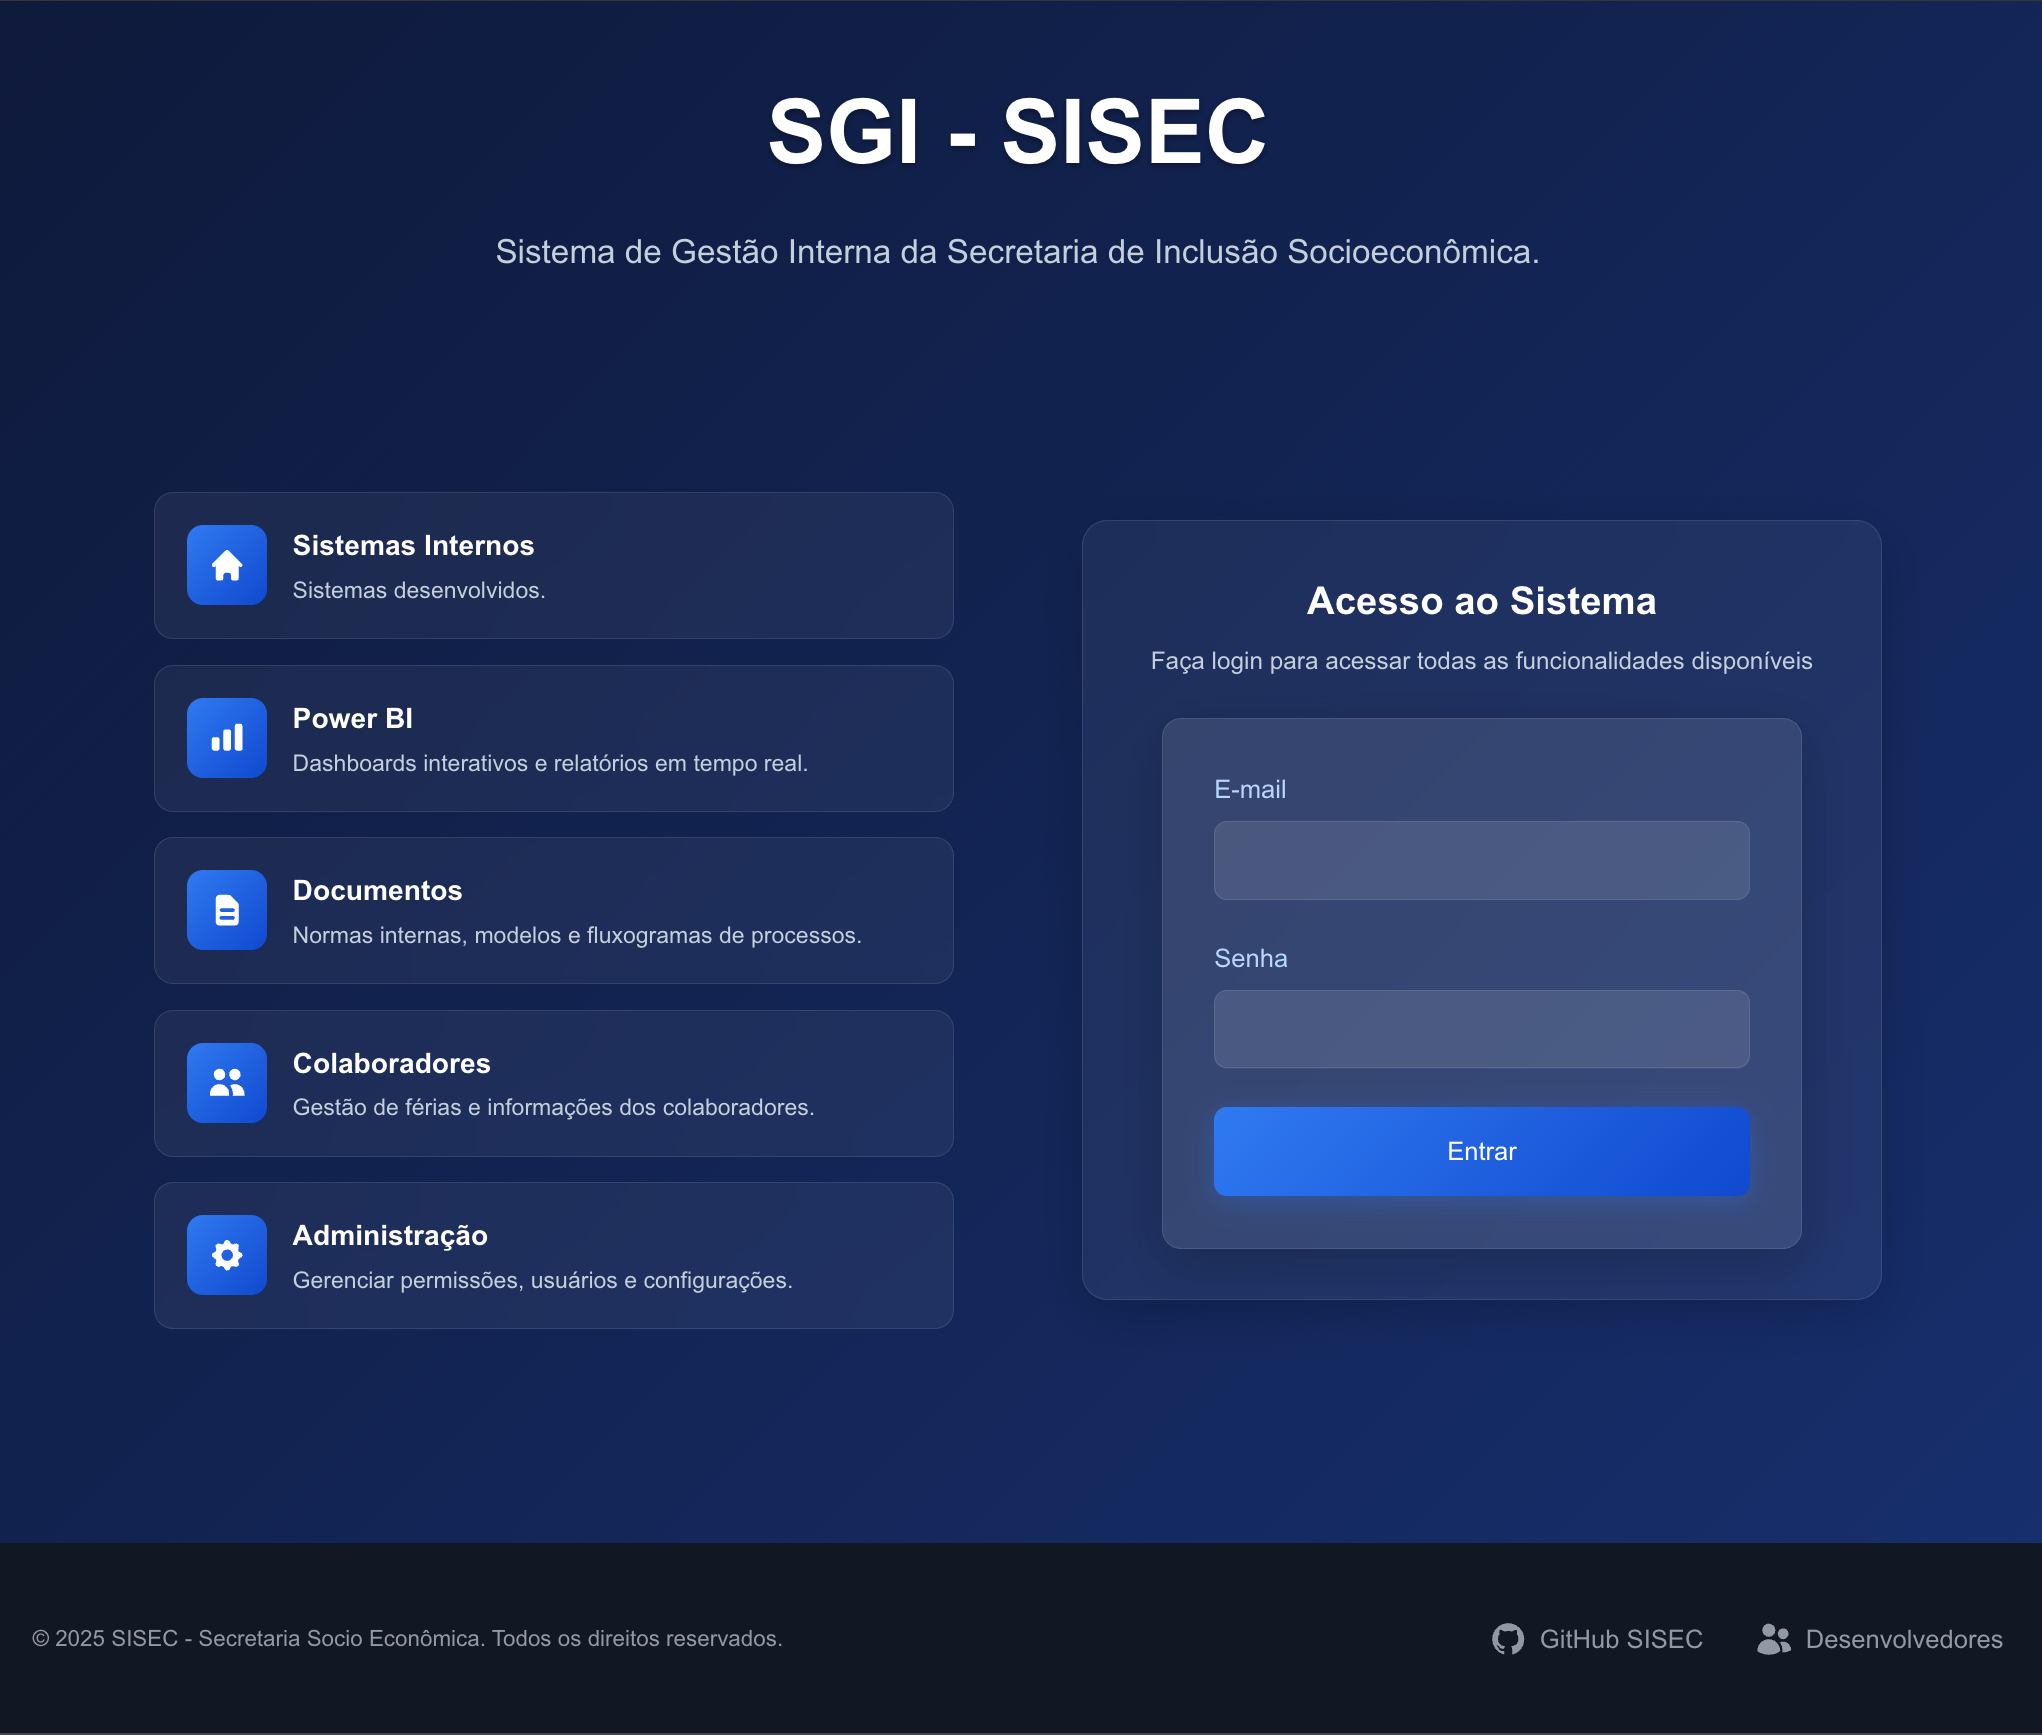 SGI - SISEC
Sistema de Gestão Interna da Secretaria de Inclusão Socioeconômica.
Sistemas Internos
Sistemas desenvolvidos.
Power BI
Dashboards interativos e relatórios em tempo real.
Documentos
Normas internas, modelos e fluxogramas de processos.
Colaboradores
Gestão de férias e informações dos colaboradores.
Administração
Gerenciar permissões, usuários e configurações.
Acesso ao Sistema
Faça login para acessar todas as funcionalidades disponíveis
E-mail
Senha
Entrar
© 2025 SISEC - Secretaria Socio Econômica. Todos os direitos reservados.
GitHub SISEC
Desenvolvedores